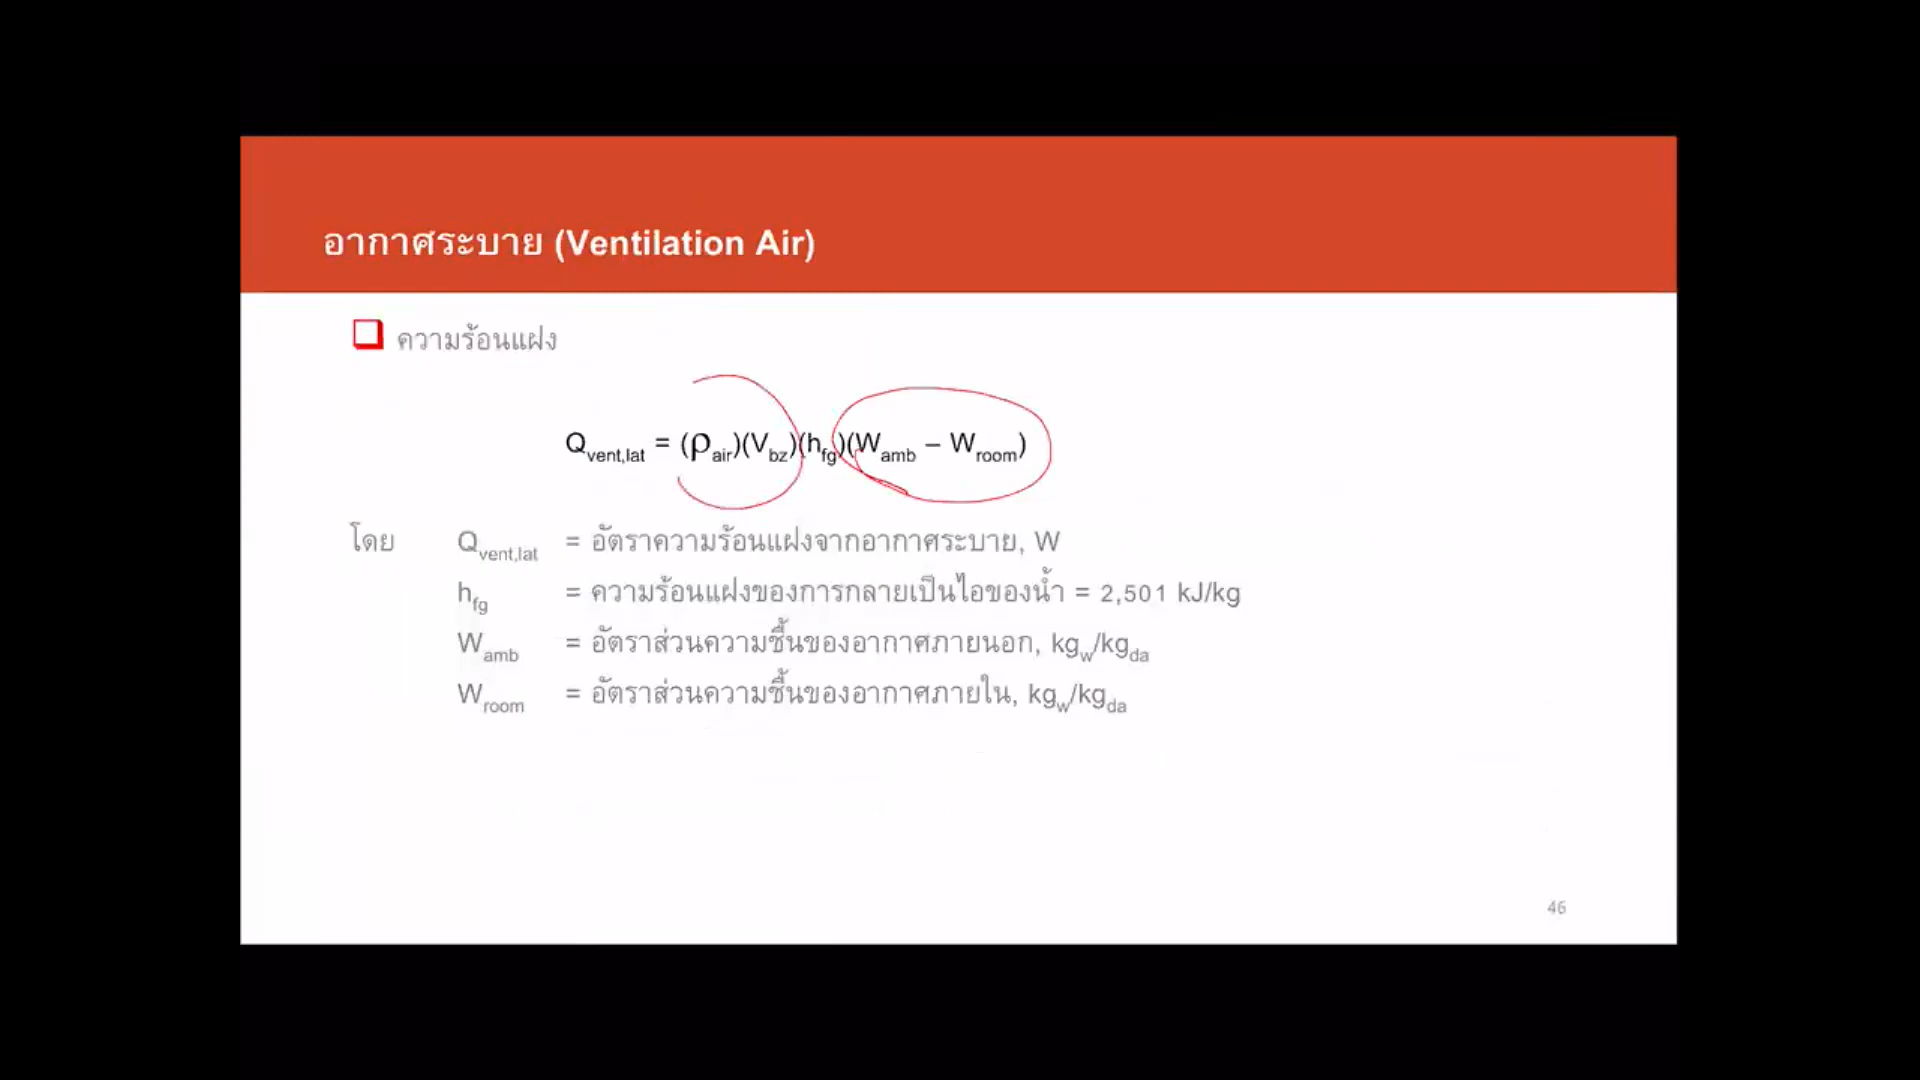 อากาศระบาย (Ventilation Air)
ความร้อนแฝง
Qvent,lat = (ρair)(Vbz)(hfg)(Wamb – Wroom)
โดย Qvent,lat = อัตราความร้อนแฝงจากอากาศระบาย, W
hfg = ความร้อนแฝงของการกลายเป็นไอของน้ำ = 2,501 kJ/kg
Wamb = อัตราส่วนความชื้นของอากาศภายนอก, kgw/kgda
Wroom = อัตราส่วนความชื้นของอากาศภายใน, kgw/kgda
46